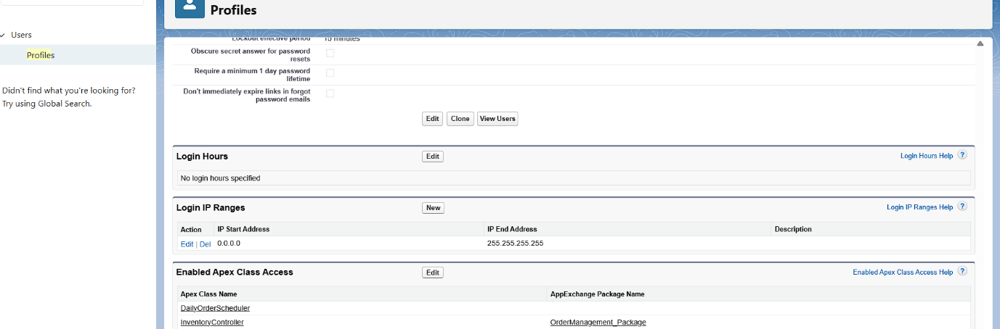 Profiles
Users
Profiles
Didn't find what you're looking for?
Try using Global Search.
Lockout effective period 15 minutes
Obscure secret answer for password
resets
Require a minimum 1 day password
lifetime
Don't immediately expire links in forgot
password emails
Edit Clone View Users
Login Hours Edit Login Hours Help ?
No login hours specified
Login IP Ranges New Login IP Ranges Help ?
Action IP Start Address IP End Address Description
Edit | Del 0.0.0.0 255.255.255.255
Enabled Apex Class Access Edit Enabled Apex Class Access Help ?
Apex Class Name AppExchange Package Name
DailyOrderScheduler
InventoryController OrderManagement_Package